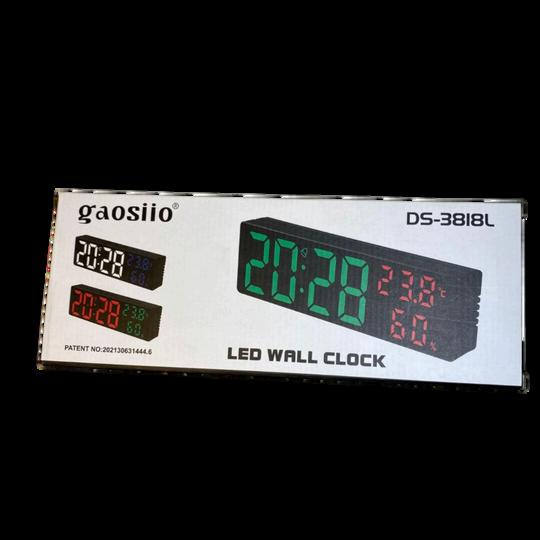 gaosiio®
DS-3818L
20:28 23.8
60
20:28 23.8
60
20:28 23.8°C
60%
PATENT NO:202130631444.6
LED WALL CLOCK